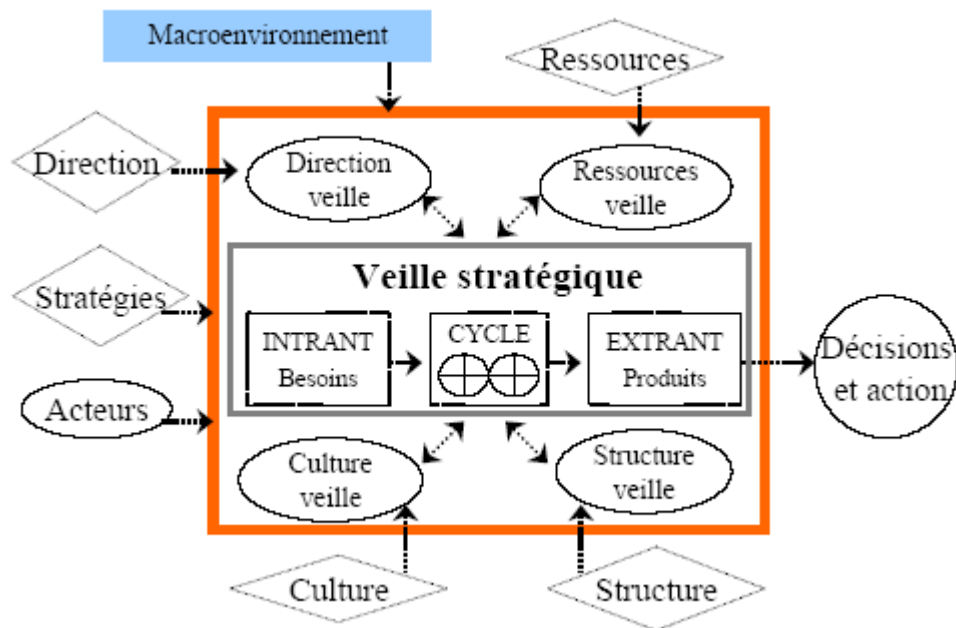 Macroenvironnement
Ressources
Direction
Direction
veille
Ressources
veille
Stratégies
Veille stratégique
INTRANT
Besoins
CYCLE
EXTRANT
Produits
Décisions
et action
Acteurs
Culture
veille
Structure
veille
Culture
Structure